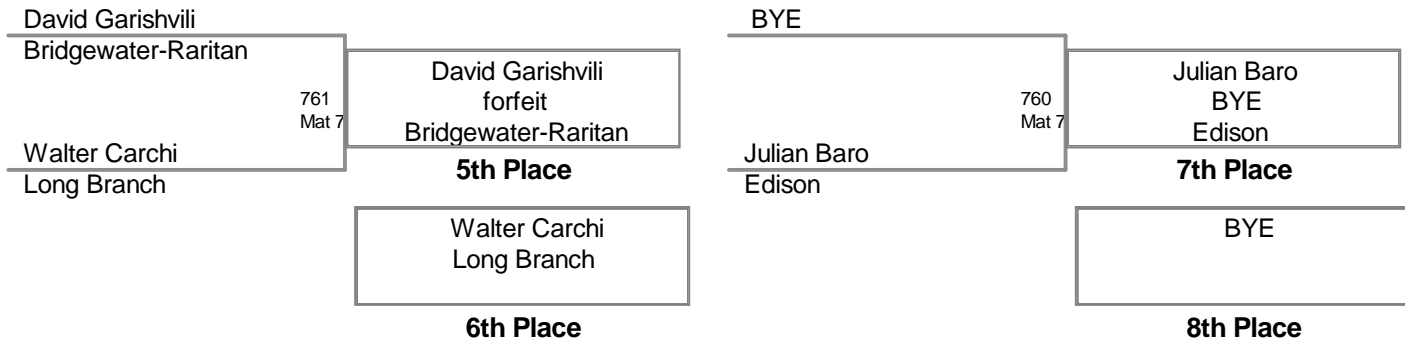 David Garishvili
Bridgewater-Raritan
761
Mat 7
David Garishvili
forfeit
Bridgewater-Raritan
Walter Carchi
Long Branch
5th Place
Walter Carchi
Long Branch
6th Place
BYE
760
Mat 7
Julian Baro
BYE
Edison
Julian Baro
Edison
7th Place
BYE
8th Place